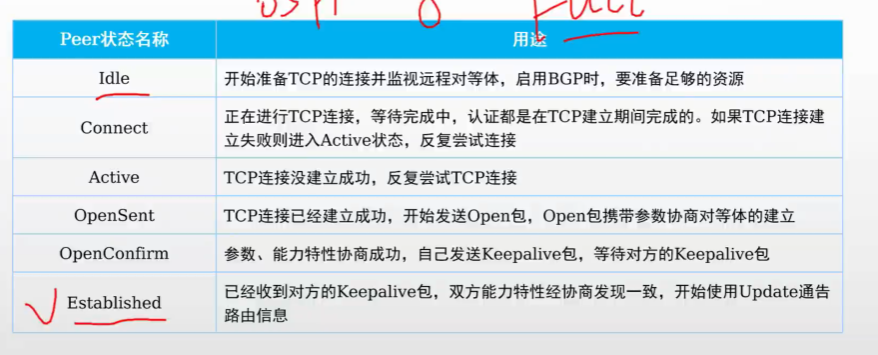 Peer状态名称 用途
Idle 开始准备TCP的连接并监视远程对等体，启用BGP时，要准备足够的资源
Connect 正在进行TCP连接，等待完成中，认证都是在TCP建立期间完成的。如果TCP连接建
立失败则进入Active状态，反复尝试连接
Active TCP连接没建立成功，反复尝试TCP连接
OpenSent TCP连接已经建立成功，开始发送Open包，Open包携带参数协商对等体的建立
OpenConfirm 参数、能力特性协商成功，自己发送Keepalive包，等待对方的Keepalive包
Established 已经收到对方的Keepalive包，双方能力特性经协商发现一致，开始使用Update通告
路由信息